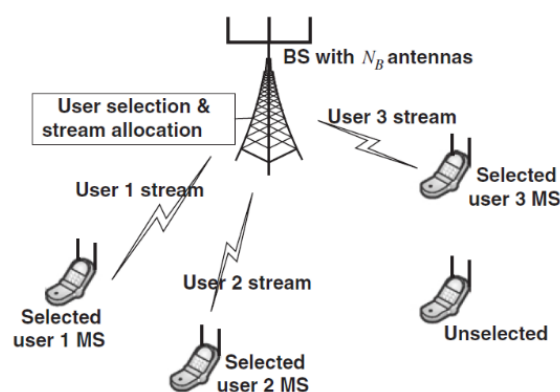 BS with N_B antennas
User selection &
stream allocation
User 3 stream
User 1 stream
Selected
user 3 MS
User 2 stream
Selected
user 1 MS
Unselected
Selected
user 2 MS